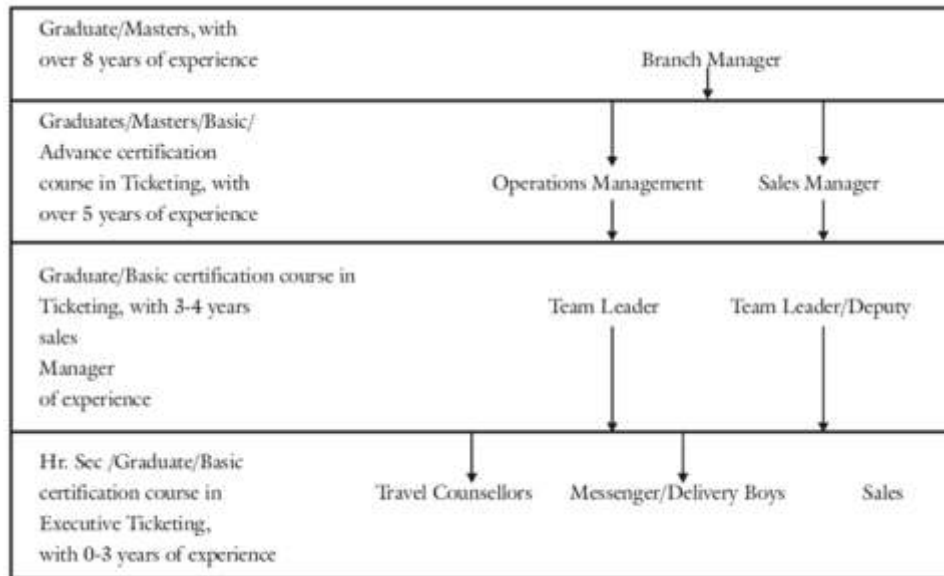 Graduate/Masters, with
over 8 years of experience
Branch Manager
Graduates/Masters/Basic/
Advance certification
course in Ticketing, with
over 5 years of experience
Operations Management
Sales Manager
Graduate/Basic certification course in
Ticketing, with 3-4 years
sales
Manager
of experience
Team Leader
Team Leader/Deputy
Hr. Sec /Graduate/Basic
certification course in
Executive Ticketing,
with 0-3 years of experience
Travel Counsellors
Messenger/Delivery Boys
Sales